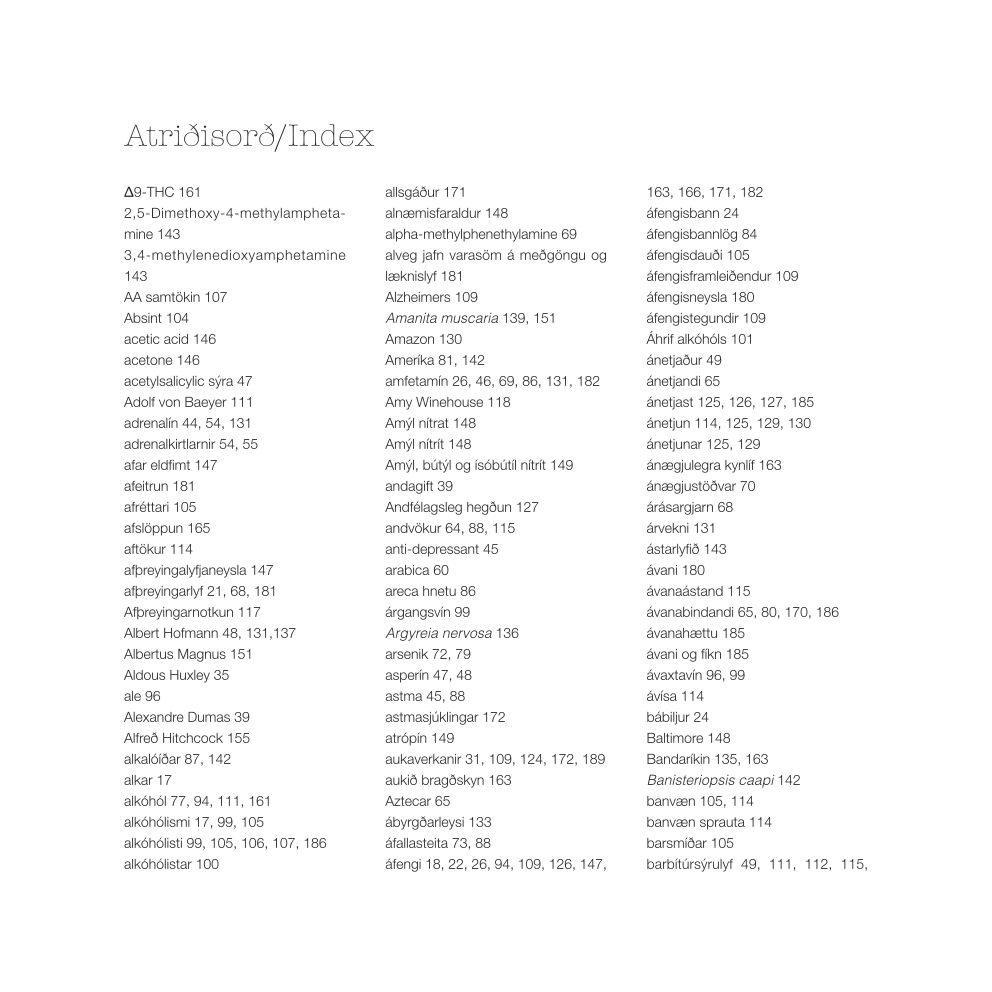 Atriðisorð/Index
Δ9-THC 161
2,5-Dimethoxy-4-methylampheta-
mine 143
3,4-methylenedioxyamphetamine
143
AA samtökin 107
Absint 104
acetic acid 146
acetone 146
acetylsalicylic sýra 47
Adolf von Baeyer 111
adrenalín 44, 54, 131
adrenalkirtlarnir 54, 55
afar eldfimt 147
afeitrun 181
afréttari 105
afslöppun 165
aftökur 114
afþreyingalyfjaneysla 147
afþreyingarlyf 21, 68, 181
Afþreyingarnotkun 117
Albert Hofmann 48, 131,137
Albertus Magnus 151
Aldous Huxley 35
ale 96
Alexandre Dumas 39
Alfreð Hitchcock 155
alkalóíðar 87, 142
alkar 17
alkóhól 77, 94, 111, 161
alkóhólismi 17, 99, 105
alkóhólisti 99, 105, 106, 107, 186
alkóhólistar 100
allsgáður 171
alnæmisfaraldur 148
alpha-methylphenethylamine 69
alveg jafn varasöm á meðgöngu og
læknislyf 181
Alzheimers 109
Amanita muscaria 139, 151
Amazon 130
Ameríka 81, 142
amfetamín 26, 46, 69, 86, 131, 182
Amy Winehouse 118
Amýl nítrat 148
Amýl nítrít 148
Amýl, bútýl og ísóbútíl nítrít 149
andagift 39
Andfélagsleg hegðun 127
andvökur 64, 88, 115
anti-depressant 45
arabica 60
areca hnetu 86
árgangsvín 99
Argyreia nervosa 136
arsenik 72, 79
asperín 47, 48
astma 45, 88
astmasjúklingar 172
atrópín 149
aukaverkanir 31, 109, 124, 172, 189
aukið bragðskyn 163
Aztecar 65
ábyrgðarleysi 133
áfallasteita 73, 88
áfengi 18, 22, 26, 94, 109, 126, 147,
163, 166, 171, 182
áfengisbann 24
áfengisbannlög 84
áfengisdauði 105
áfengisframleiðendur 109
áfengisneysla 180
áfengistegundir 109
Áhrif alkóhóls 101
ánetjaður 49
ánetjandi 65
ánetjast 125, 126, 127, 185
ánetjun 114, 125, 129, 130
ánetjunar 125, 129
ánægjulegra kynlíf 163
ánægjustöðvar 70
árásargjarn 68
árvekni 131
ástarlyfið 143
ávani 180
ávanaástand 115
ávanabindandi 65, 80, 170, 186
ávanahættu 185
ávani og fíkn 185
ávaxtavín 96, 99
ávísa 114
bábiljur 24
Baltimore 148
Bandaríkin 135, 163
Banisteriopsis caapi 142
banvæn 105, 114
banvæn sprauta 114
barsmíðar 105
barbítúrsýrulyf 49, 111, 112, 115,